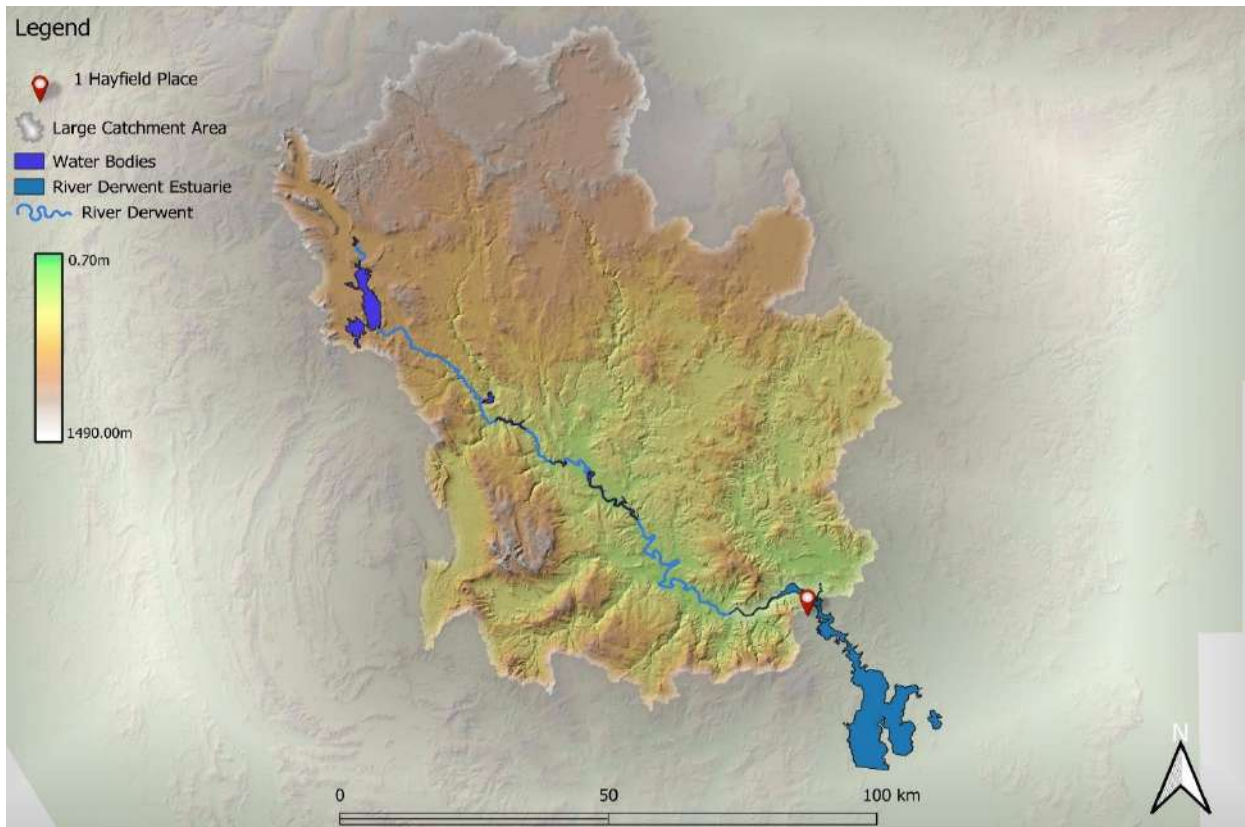 Legend
1 Hayfield Place
Large Catchment Area
Water Bodies
River Derwent Estuarie
River Derwent
0.70m
1490.00m
N
0 50 100 km